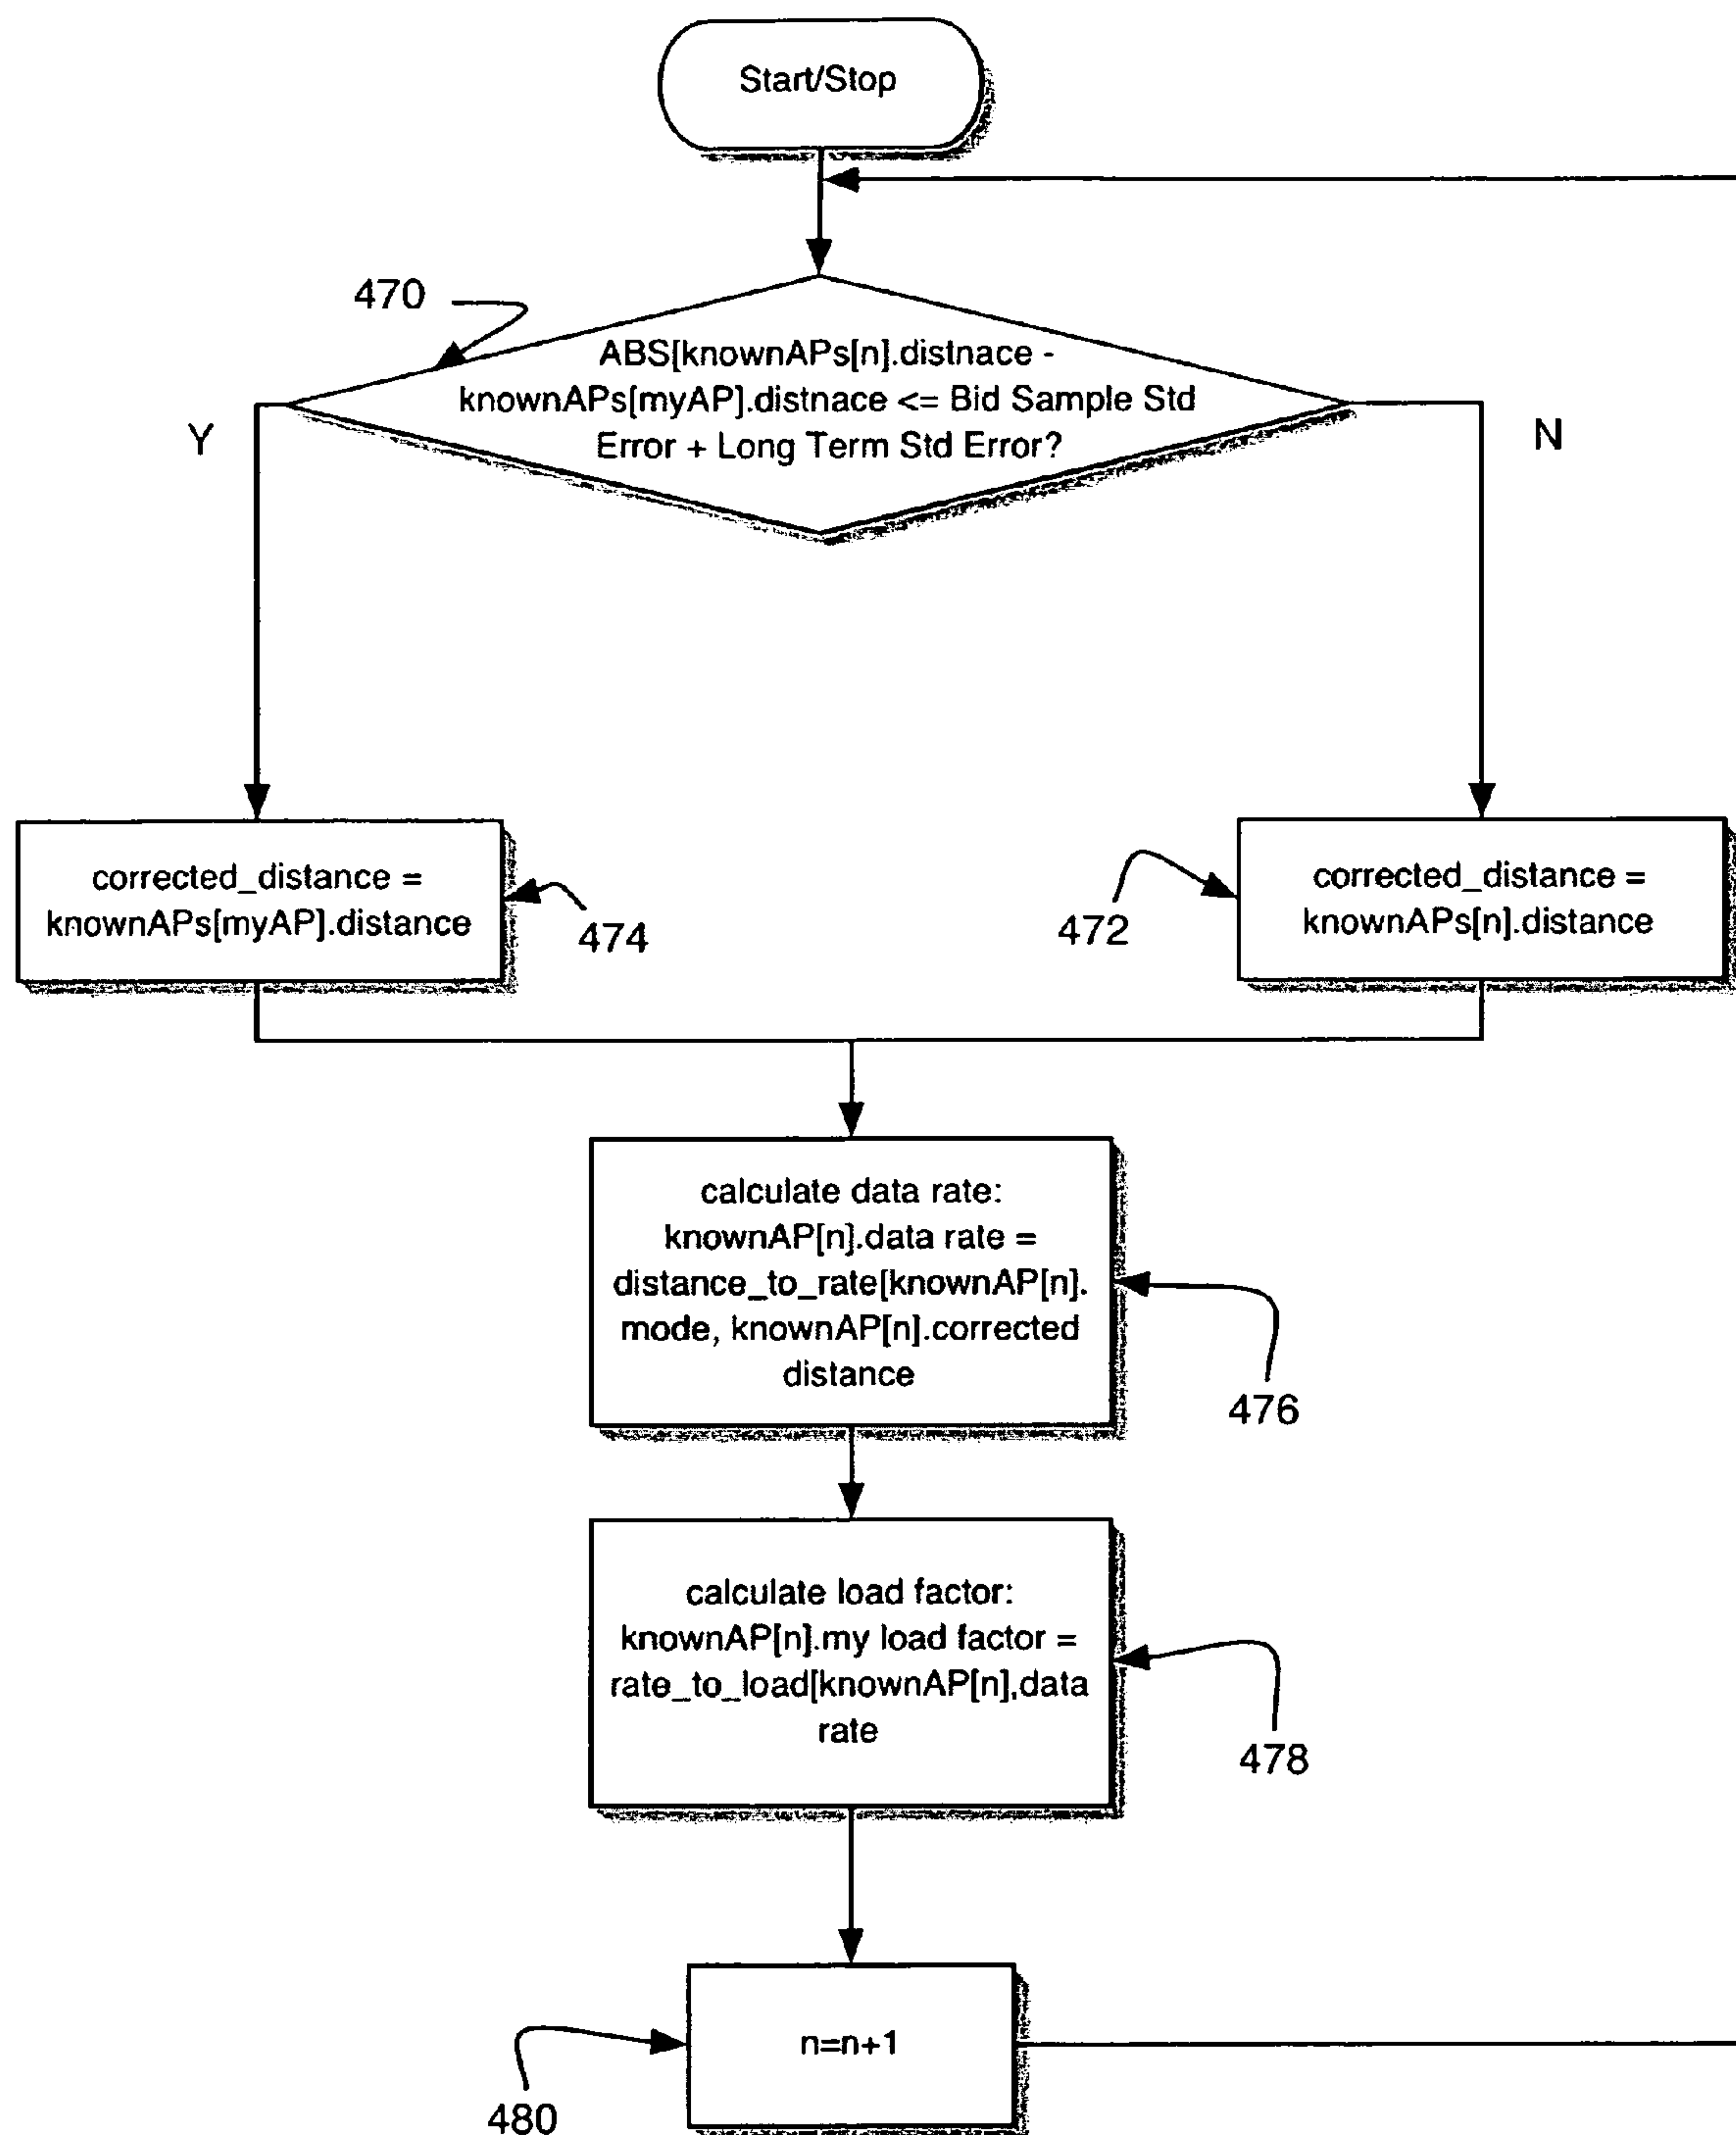 Start/Stop
470
ABS[knownAPs[n].distnace -
knownAPs[myAP].distnace <= Bid Sample Std
Error + Long Term Std Error?
Y
N
corrected_distance =
knownAPs[myAP].distance
474
472
corrected_distance =
knownAPs[n].distance
calculate data rate:
knownAP[n].data rate =
distance_to_rate[knownAP[n].
mode, knownAP[n].corrected
distance
476
calculate load factor:
knownAP[n].my load factor =
rate_to_load[knownAP[n],data
rate
478
n=n+1
480